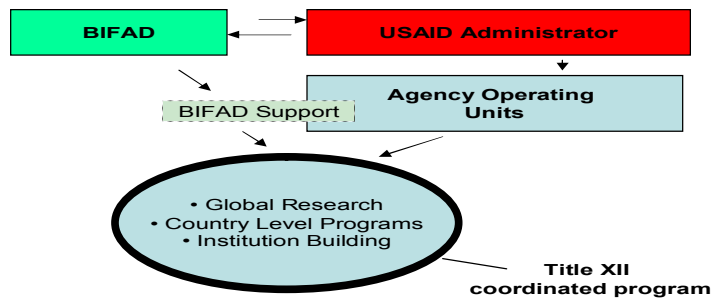 BIFAD
USAID Administrator
Agency Operating
Units
BIFAD Support
• Global Research
• Country Level Programs
• Institution Building
Title XII
coordinated program